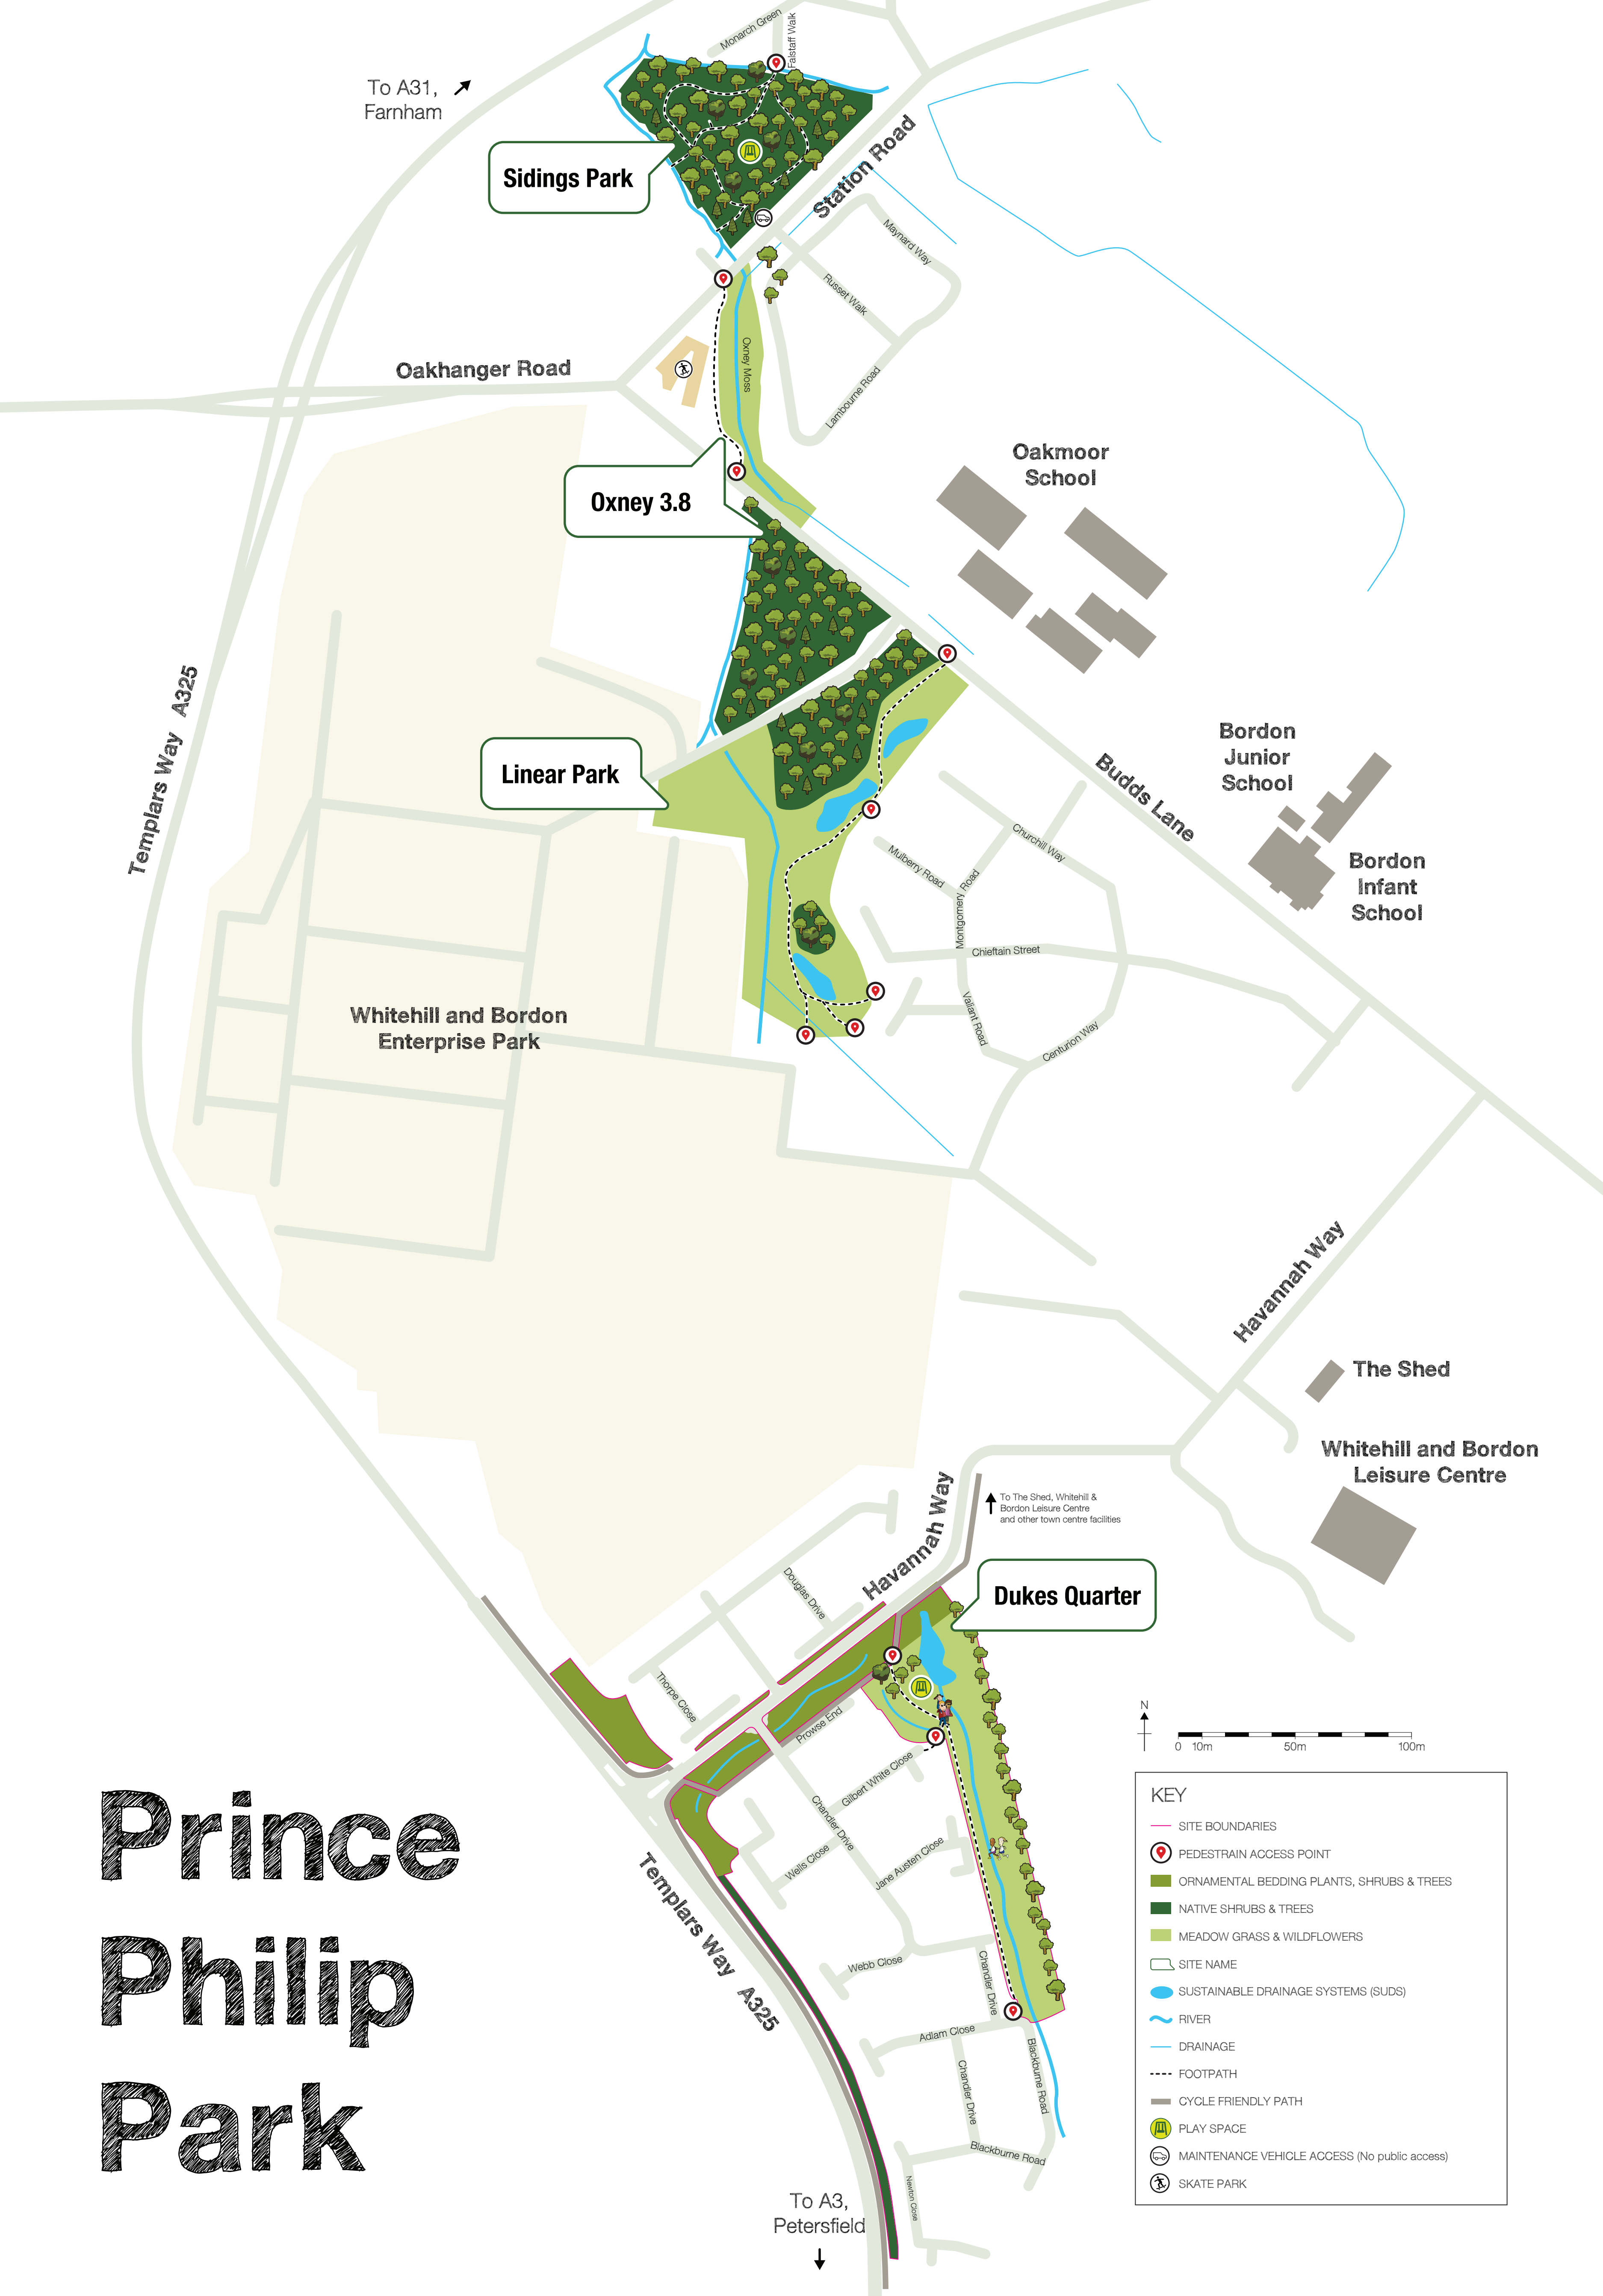 Monarch Green
Falstaff Walk
To A31,
Farnham
Sidings Park
Station Road
Maynard Way
Russet Walk
Oxney Moss
Lambourne Road
Oakhanger Road
Oakmoor
School
Oxney 3.8
Templars Way A325
Linear Park
Bordon
Junior
School
Budds Lane
Bordon
Infant
School
Churchill Way
Mulberry Road
Montgomery Road
Chieftain Street
Valiant Road
Centurion Way
Whitehill and Bordon
Enterprise Park
Havannah Way
The Shed
Whitehill and Bordon
Leisure Centre
Havannah Way
To The Shed, Whitehill &
Bordon Leisure Centre
and other town centre facilities
Dukes Quarter
Douglas Drive
Thorpe Close
Prowse End
Gilbert White Close
Chandler Drive
Wells Close
Jane Austen Close
Templars Way A325
Webb Close
Chandler Drive
Adlam Close
Chandler Drive
Blackburne Road
Blackburne Road
Newton Close
To A3,
Petersfield
Prince
Philip
Park
N
0 10m 50m 100m
KEY
SITE BOUNDARIES
PEDESTRAIN ACCESS POINT
ORNAMENTAL BEDDING PLANTS, SHRUBS & TREES
NATIVE SHRUBS & TREES
MEADOW GRASS & WILDFLOWERS
SITE NAME
SUSTAINABLE DRAINAGE SYSTEMS (SUDS)
RIVER
DRAINAGE
FOOTPATH
CYCLE FRIENDLY PATH
PLAY SPACE
MAINTENANCE VEHICLE ACCESS (No public access)
SKATE PARK